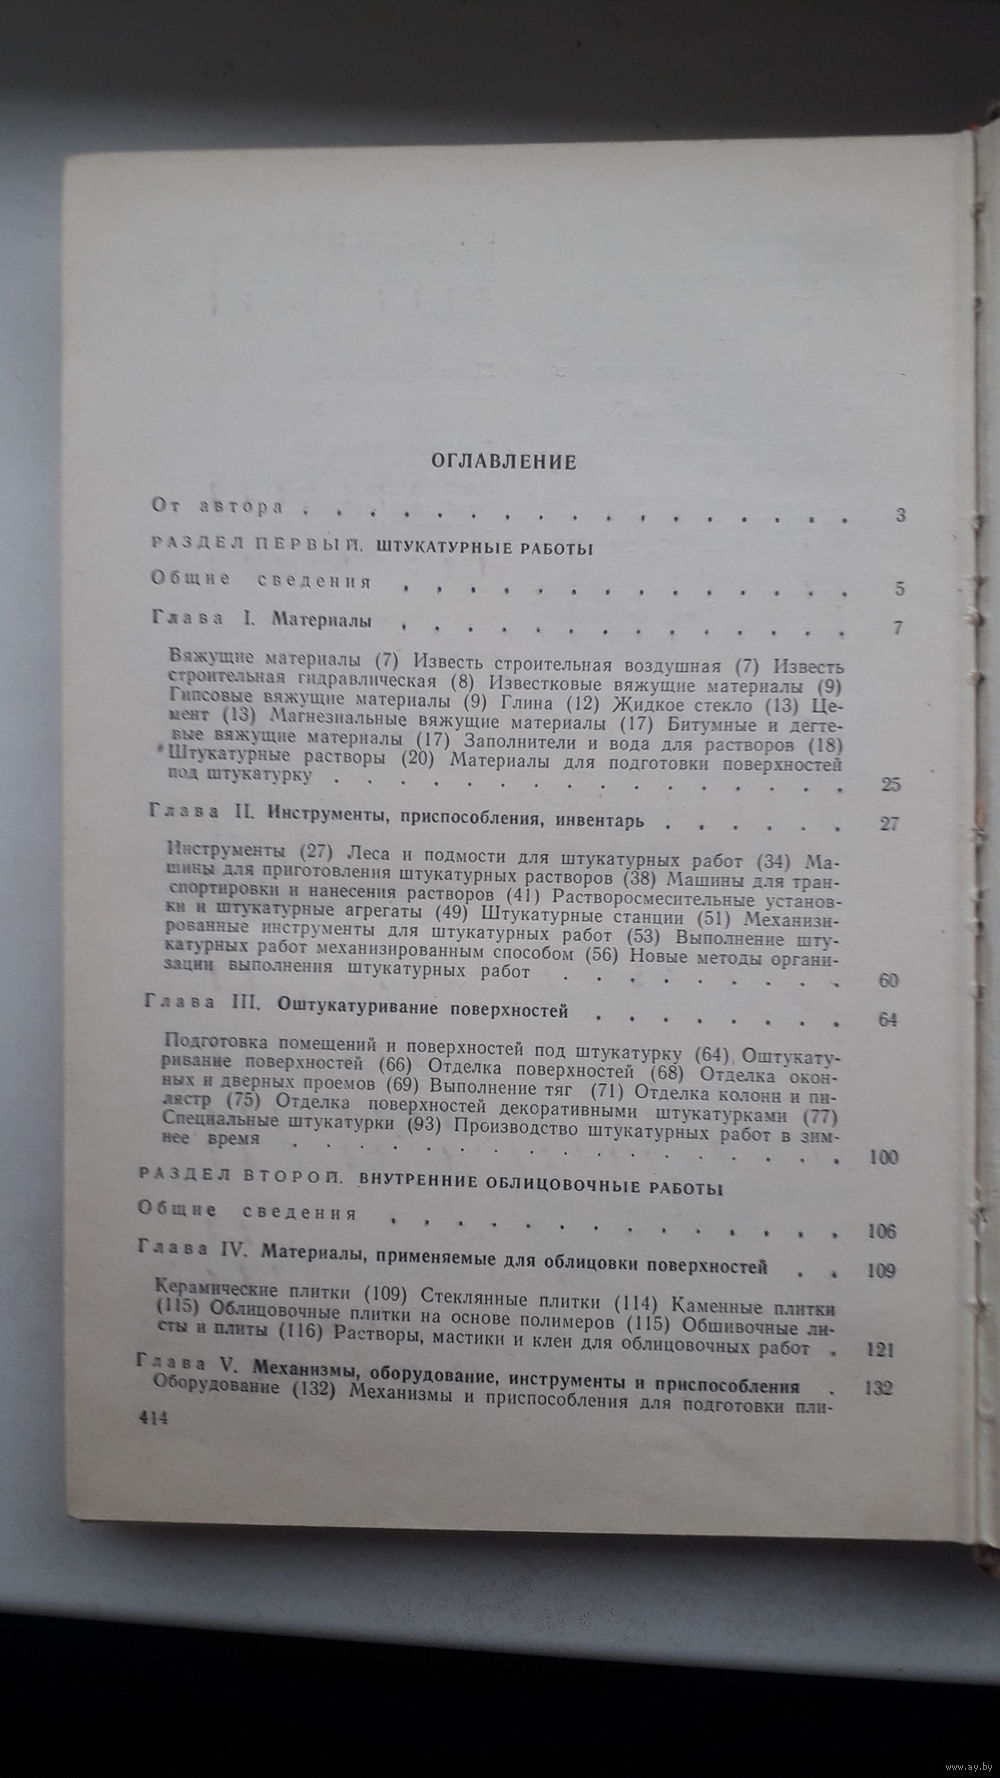 ОГЛАВЛЕНИЕ
От автора . . . . . . . . . . . . . . . . . 3
РАЗДЕЛ ПЕРВЫЙ. ШТУКАТУРНЫЕ РАБОТЫ
Общие сведения . . . . . . . . . . . . . . 5
Глава I. Материалы . . . . . . . . . . . . . . 7
Вяжущие материалы (7) Известь строительная воздушная (7) Известь
строительная гидравлическая (8) Известковые вяжущие материалы (9)
Гипсовые вяжущие материалы (9) Глина (12) Жидкое стекло (13) Це-
мент (13) Магнезиальные вяжущие материалы (17) Битумные и дегте-
вые вяжущие материалы (17) Заполнители и вода для растворов (18)
Штукатурные растворы (20) Материалы для подготовки поверхностей
под штукатурку . . . . . . . . . . . . . . . . 25
Глава II. Инструменты, приспособления, инвентарь . . . . . . 27
Инструменты (27) Леса и подмости для штукатурных работ (34) Ма-
шины для приготовления штукатурных растворов (38) Машины для тран-
спортировки и нанесения растворов (41) Растворосмесительные установ-
ки и штукатурные агрегаты (49) Штукатурные станции (51) Механизи-
рованные инструменты для штукатурных работ (53) Выполнение шту-
катурных работ механизированным способом (56) Новые методы органи-
зации выполнения штукатурных работ . . . . . . . . . 60
Глава III. Оштукатуривание поверхностей . . . . . . . . 64
Подготовка помещений и поверхностей под штукатурку (64) Оштукату-
ривание поверхностей (66) Отделка поверхностей (68) Отделка окон-
ных и дверных проемов (69) Выполнение тяг (71) Отделка колонн и пи-
лястр (75) Отделка поверхностей декоративными штукатурками (77)
Специальные штукатурки (93) Производство штукатурных работ в зим-
нее время . . . . . . . . . . . . . . . . . 100
РАЗДЕЛ ВТОРОЙ. ВНУТРЕННИЕ ОБЛИЦОВОЧНЫЕ РАБОТЫ
Общие сведения . . . . . . . . . . . . . . 106
Глава IV. Материалы, применяемые для облицовки поверхностей . . 109
Керамические плитки (109) Стеклянные плитки (114) Каменные плитки
(115) Облицовочные плитки на основе полимеров (115) Обшивочные ли-
сты и плиты (116) Растворы, мастики и клеи для облицовочных работ . 121
Глава V. Механизмы, оборудование, инструменты и приспособления . 132
Оборудование (132) Механизмы и приспособления для подготовки пли-
414
www.ay.by